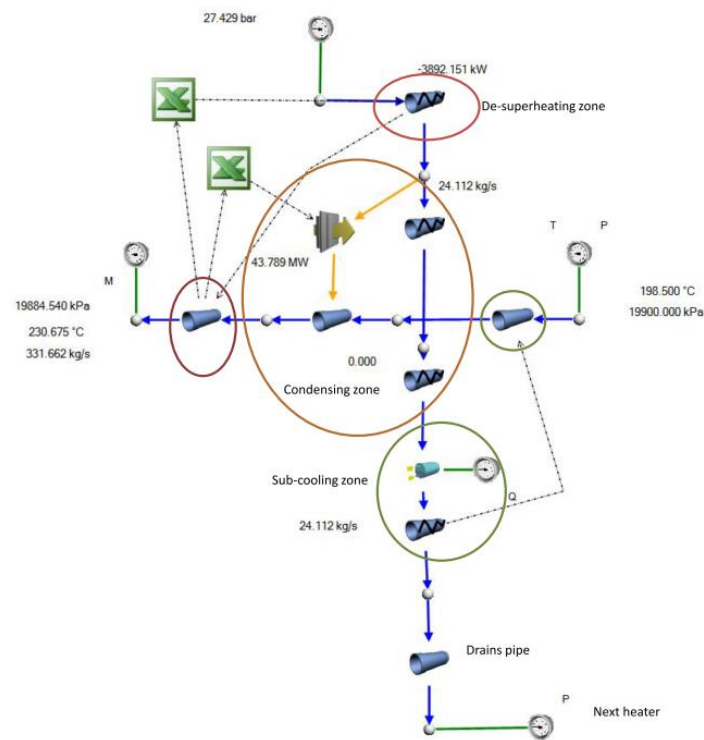 27.429 bar
-3892.151 kW
De-superheating zone
24.112 kg/s
43.789 MW
M
T P
19884.540 kPa
230.675 °C
331.662 kg/s
198.500 °C
19900.000 kPa
0.000
Condensing zone
Sub-cooling zone
Q
24.112 kg/s
Drains pipe
P
Next heater